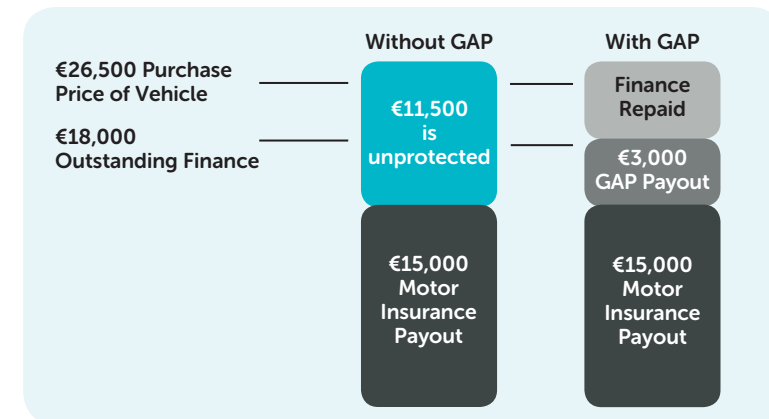 Without GAP
With GAP
€26,500 Purchase
Price of Vehicle
€18,000
Outstanding Finance
€11,500
is
unprotected
Finance
Repaid
€3,000
GAP Payout
€15,000
Motor
Insurance
Payout
€15,000
Motor
Insurance
Payout